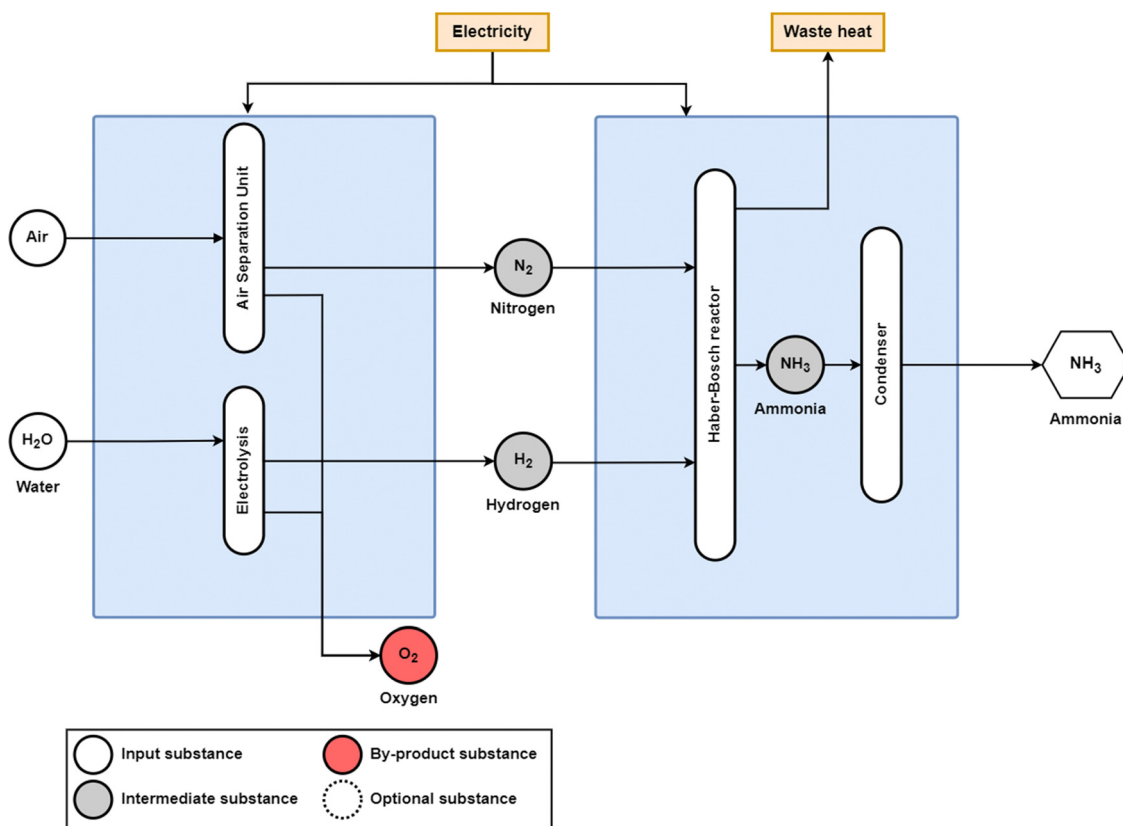 Electricity
Waste heat
Air Separation Unit
Air
N₂
Nitrogen
Haber-Bosch reactor
NH₃
Ammonia
Condenser
NH₃
Ammonia
H₂O
Water
Electrolysis
H₂
Hydrogen
O₂
Oxygen
Input substance
By-product substance
Intermediate substance
Optional substance